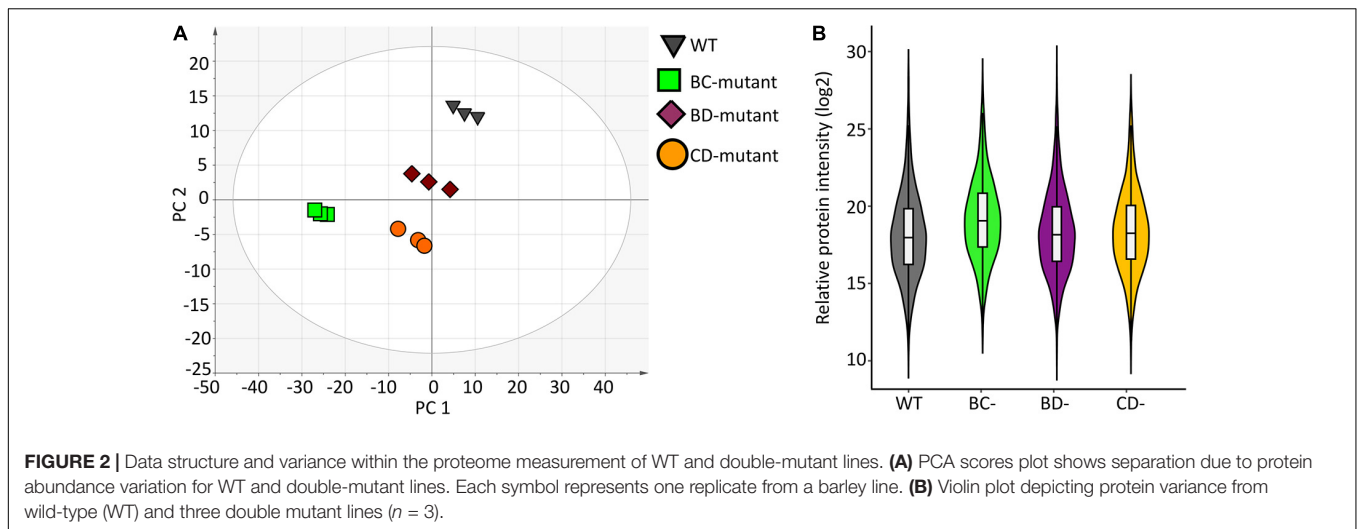 A
WT
BC-mutant
BD-mutant
CD-mutant
20
15
10
5
0
-5
-10
-15
-20
-25
PC 2
-50 -40 -30 -20 -10 0 10 20 30 40
PC 1
B
30
25
20
15
10
Relative protein intensity (log2)
WT BC- BD- CD-
FIGURE 2 | Data structure and variance within the proteome measurement of WT and double-mutant lines. (A) PCA scores plot shows separation due to protein
abundance variation for WT and double-mutant lines. Each symbol represents one replicate from a barley line. (B) Violin plot depicting protein variance from
wild-type (WT) and three double mutant lines (n = 3).